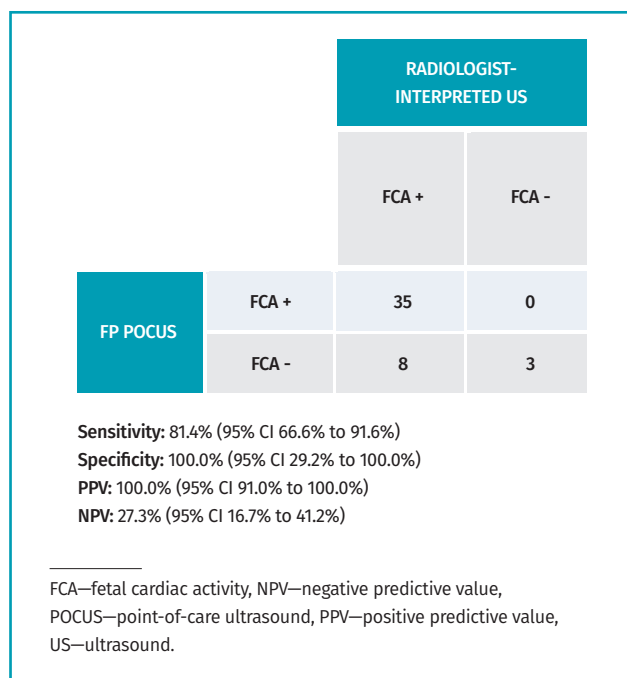 RADIOLOGIST-
INTERPRETED US
FCA +
FCA -
FP POCUS
FCA +
35
0
FCA -
8
3
Sensitivity: 81.4% (95% CI 66.6% to 91.6%)
Specificity: 100.0% (95% CI 29.2% to 100.0%)
PPV: 100.0% (95% CI 91.0% to 100.0%)
NPV: 27.3% (95% CI 16.7% to 41.2%)
FCA—fetal cardiac activity, NPV—negative predictive value,
POCUS—point-of-care ultrasound, PPV—positive predictive value,
US—ultrasound.